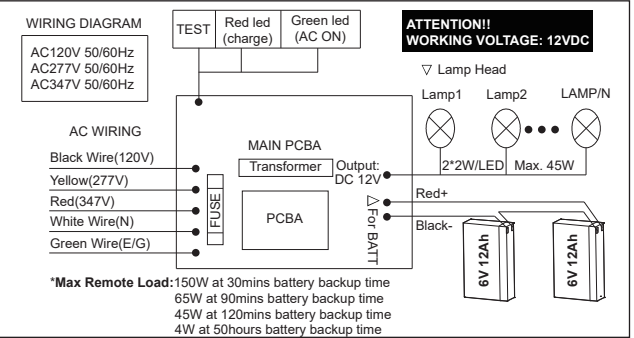 WIRING DIAGRAM
AC120V 50/60Hz
AC277V 50/60Hz
AC347V 50/60Hz
TEST
Red led
(charge)
Green led
(AC ON)
ATTENTION!!
WORKING VOLTAGE: 12VDC
▽ Lamp Head
Lamp1
Lamp2
LAMP/N
2*2W/LED
Max. 45W
AC WIRING
Black Wire(120V)
Yellow(277V)
Red(347V)
White Wire(N)
Green Wire(E/G)
FUSE
MAIN PCBA
Transformer
PCBA
Output:
DC 12V
▽For BATT
Red+
Black-
6V 12Ah
6V 12Ah
*Max Remote Load:150W at 30mins battery backup time
65W at 90mins battery backup time
45W at 120mins battery backup time
4W at 50hours battery backup time